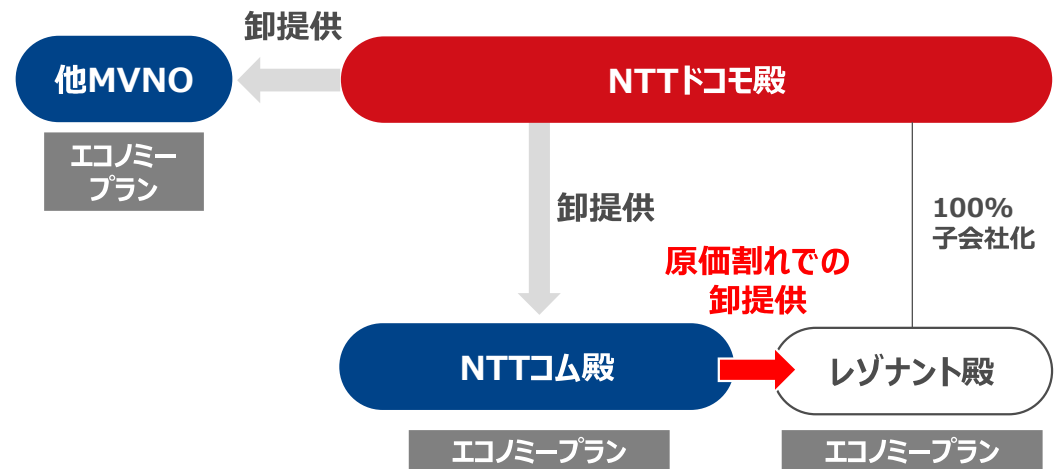 卸提供
他MVNO
NTTドコモ殿
エコノミー
プラン
卸提供
100%
子会社化
原価割れでの
卸提供
NTTコム殿
レゾナント殿
エコノミープラン
エコノミープラン